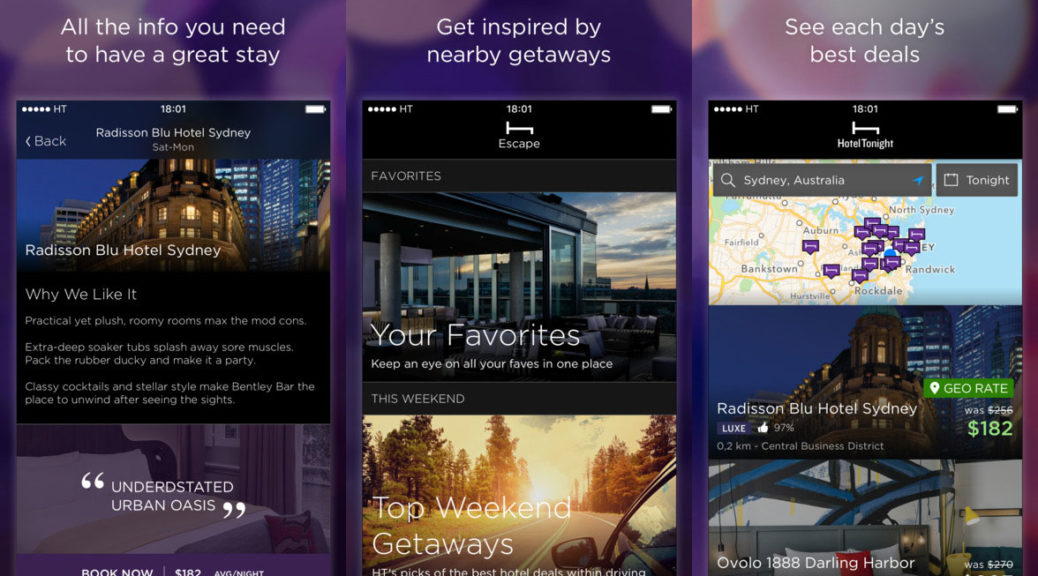 All the info you need
to have a great stay
HT
18:01
Back
Radisson Blu Hotel Sydney
Sat-Mon
Radisson Blu Hotel Sydney
Why We Like It
Practical yet plush, roomy rooms max the mod cons.
Extra-deep soaker tubs splash away sore muscles.
Pack the rubber ducky and make it a party.
Classy cocktails and stellar style make Bentley Bar the
place to unwind after seeing the sights.
“ UNDERDSTATED
URBAN OASIS ”
BOOK NOW | $182 AVG/NIGHT
Get inspired by
nearby getaways
HT
18:01
Escape
FAVORITES
Your Favorites
Keep an eye on all your faves in one place
THIS WEEKEND
Top Weekend
Getaways
HT's picks of the best hotel deals within driving
See each day's
best deals
HT
18:01
HotelTonight
Sydney, Australia
Tonight
North Sydney
Auburn
Fairfield
EY
Bankstown
Randwick
Rockdale
Hurstville
GEO RATE
Radisson Blu Hotel Sydney
was $256
LUXE 97%
$182
0,2 km - Central Business District
Ovolo 1888 Darling Harbor
was $270